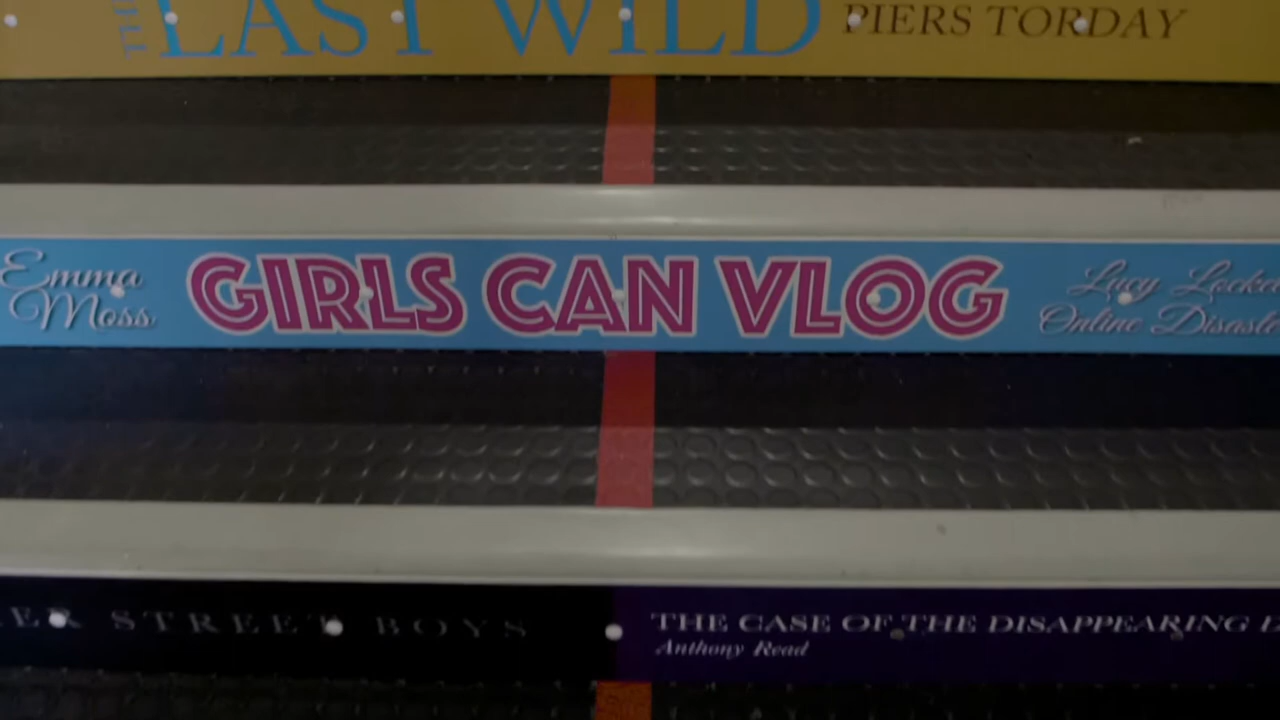 THE LAST WILD PIERS TORDAY
Emma Moss
GIRLS CAN VLOG
Lucy
Online
STREET BOYS
THE CASE OF THE DISAPPEARING
Anthony Read